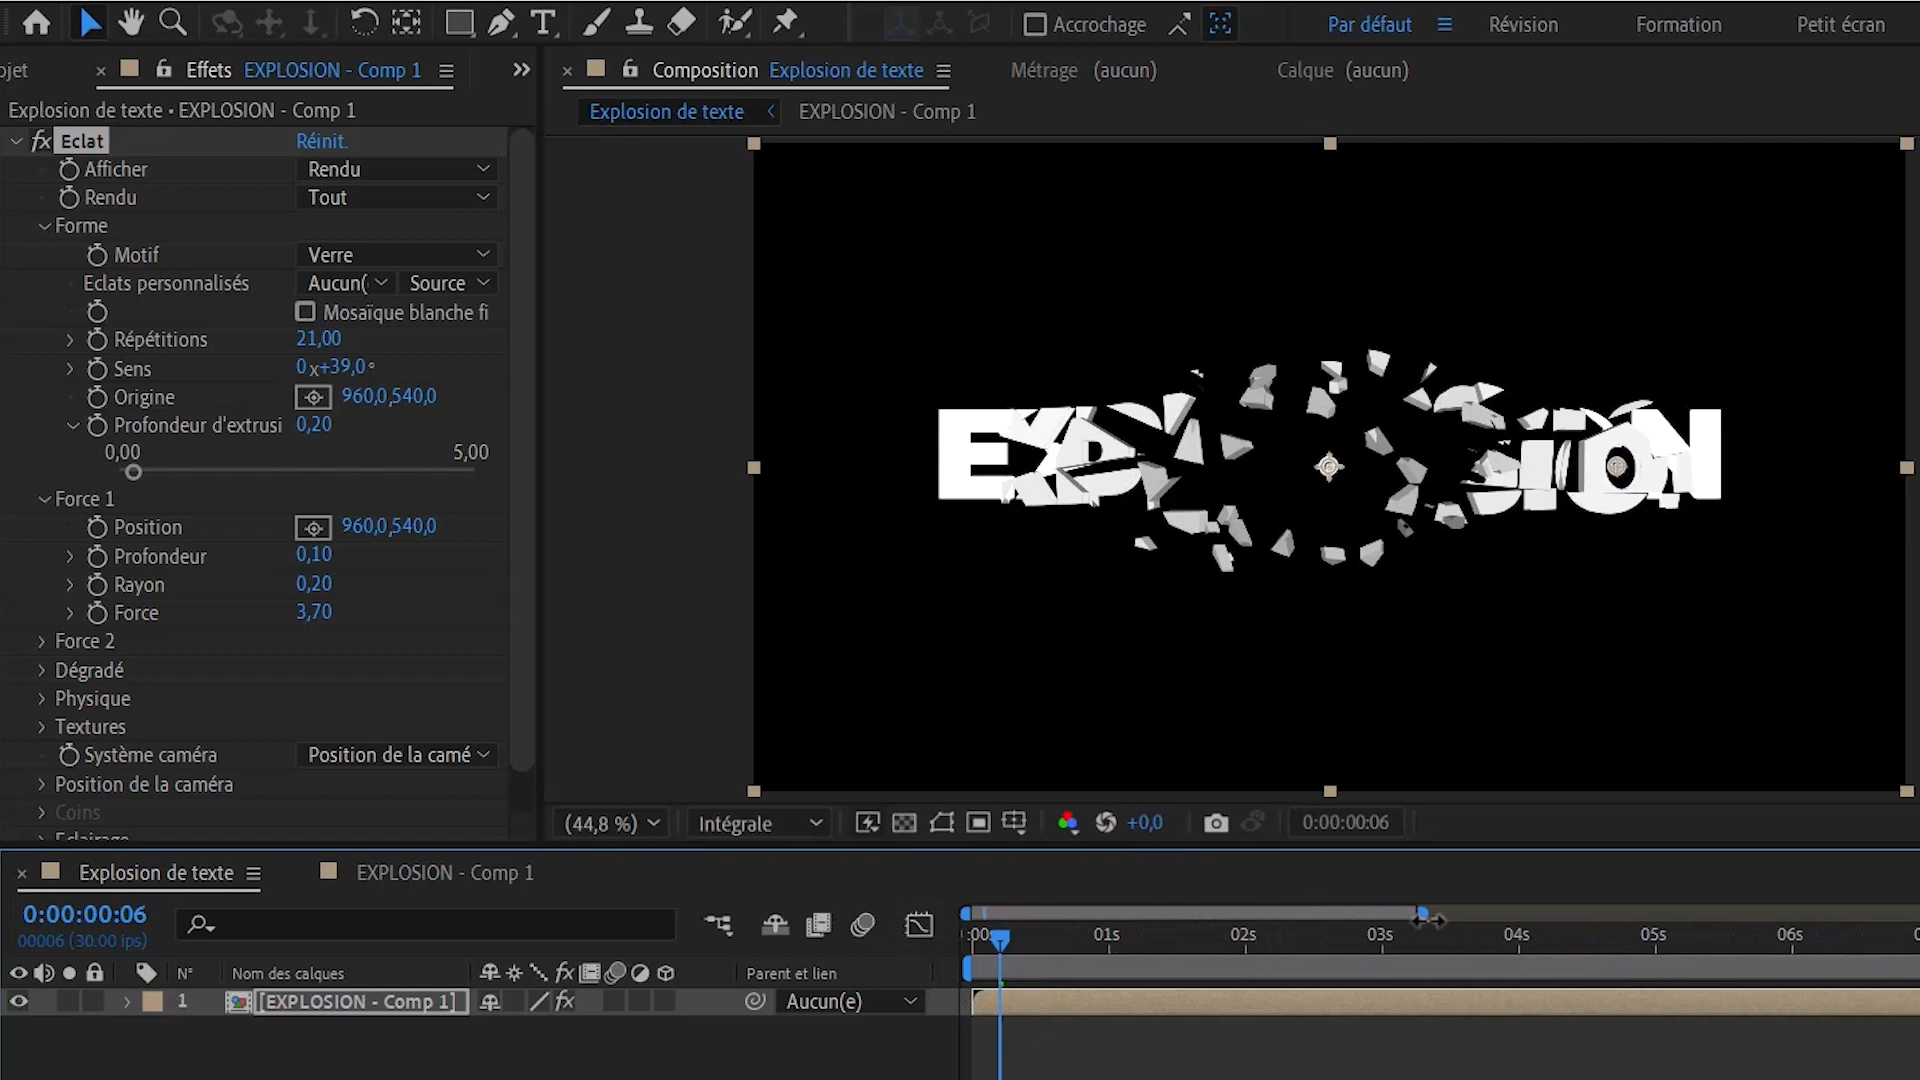 Accrochage
Par défaut
Révision
Formation
Petit écran
ojet
Effets EXPLOSION - Comp 1
Composition Explosion de texte
Métrage (aucun)
Calque (aucun)
Explosion de texte • EXPLOSION - Comp 1
Explosion de texte
EXPLOSION - Comp 1
fx Eclat Réinit.
Afficher Rendu
Rendu Tout
Forme
Motif Verre
Eclats personnalisés Aucun( Source
Mosaïque blanche fi
Répétitions 21,00
Sens 0 x+39,0°
Origine 960,0,540,0
Profondeur d'extrusi 0,20
0,00 5,00
Force 1
Position 960,0,540,0
Profondeur 0,10
Rayon 0,20
Force 3,70
Force 2
Dégradé
Physique
Textures
Système caméra Position de la camé
Position de la caméra
Coins
Eclairage
EXPLOSION
(44,8 %)
Intégrale
+0,0
0:00:00:06
Explosion de texte
EXPLOSION - Comp 1
0:00:00:06
00006 (30.00 ips)
:00s 01s 02s 03s 04s 05s 06s 0
N° Nom des calques fx Parent et lien
1 [EXPLOSION - Comp 1] fx Aucun(e)